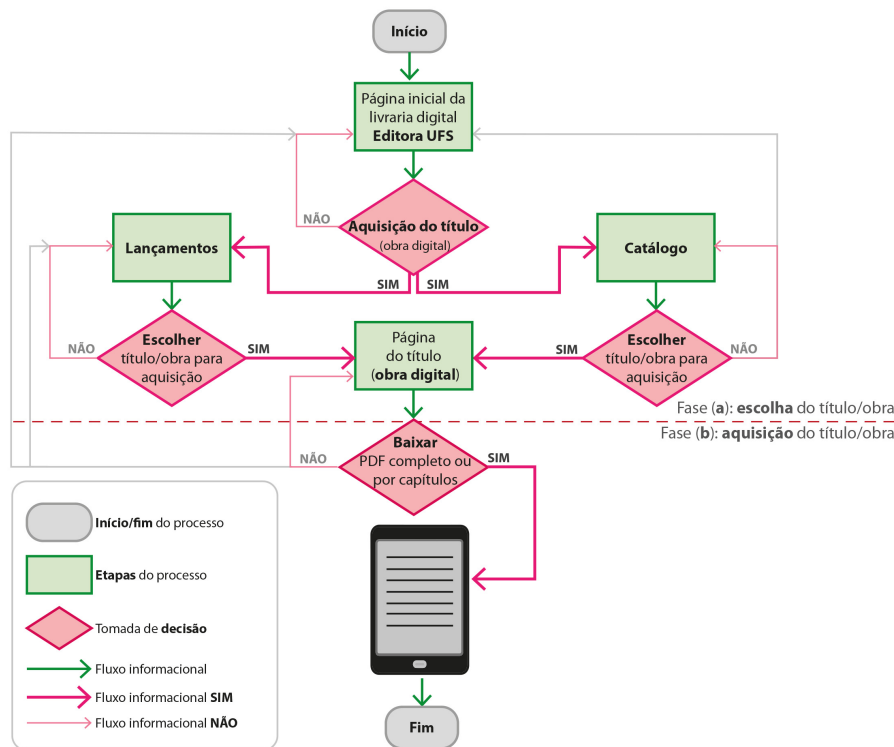 Início
Página inicial da
livraria digital
Editora UFS
NÃO
Aquisição do título
(obra digital)
SIM
SIM
Lançamentos
Catálogo
NÃO
Escolher
título/obra para
aquisição
SIM
Página
do título
(obra digital)
SIM
Escolher
título/obra para
aquisição
NÃO
Fase (a): escolha do título/obra
Fase (b): aquisição do título/obra
NÃO
Baixar
PDF completo ou
por capítulos
SIM
Início/fim do processo
Etapas do processo
Tomada de decisão
Fluxo informacional
Fluxo informacional SIM
Fluxo informacional NÃO
Fim